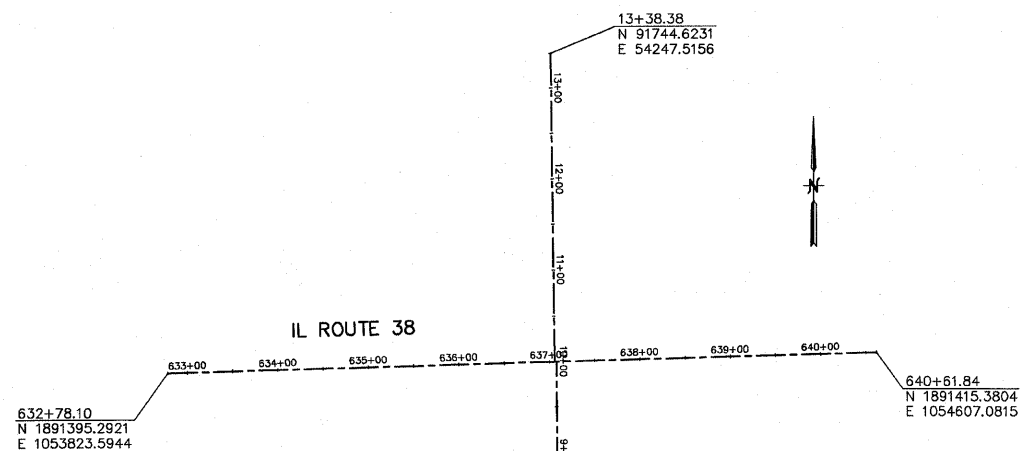 13+38.38
N 91744.6231
E 54247.5156
13+00
12+00
N
11+00
IL ROUTE 38
633+00 634+00 635+00 636+00 637+00 638+00 639+00 640+00
10+00
640+61.84
N 1891415.3804
E 1054607.0815
632+78.10
N 1891395.2921
E 1053823.5944
9+